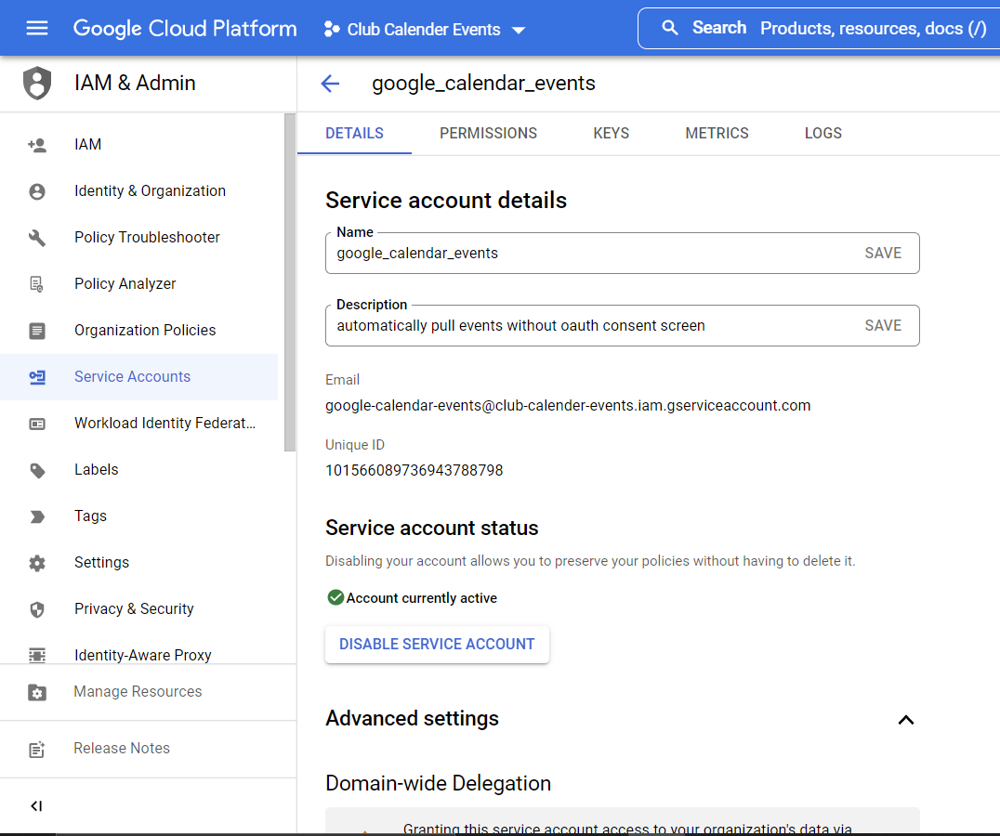 Google Cloud Platform
Club Calender Events
Search Products, resources, docs (/)
IAM & Admin
google_calendar_events
IAM
Identity & Organization
Policy Troubleshooter
Policy Analyzer
Organization Policies
Service Accounts
Workload Identity Federat...
Labels
Tags
Settings
Privacy & Security
Identity-Aware Proxy
Manage Resources
Release Notes
DETAILS PERMISSIONS KEYS METRICS LOGS
Service account details
Name
google_calendar_events SAVE
Description
automatically pull events without oauth consent screen SAVE
Email
google-calendar-events@club-calender-events.iam.gserviceaccount.com
Unique ID
101566089736943788798
Service account status
Disabling your account allows you to preserve your policies without having to delete it.
Account currently active
DISABLE SERVICE ACCOUNT
Advanced settings
Domain-wide Delegation
Granting this service account access to your organization's data via